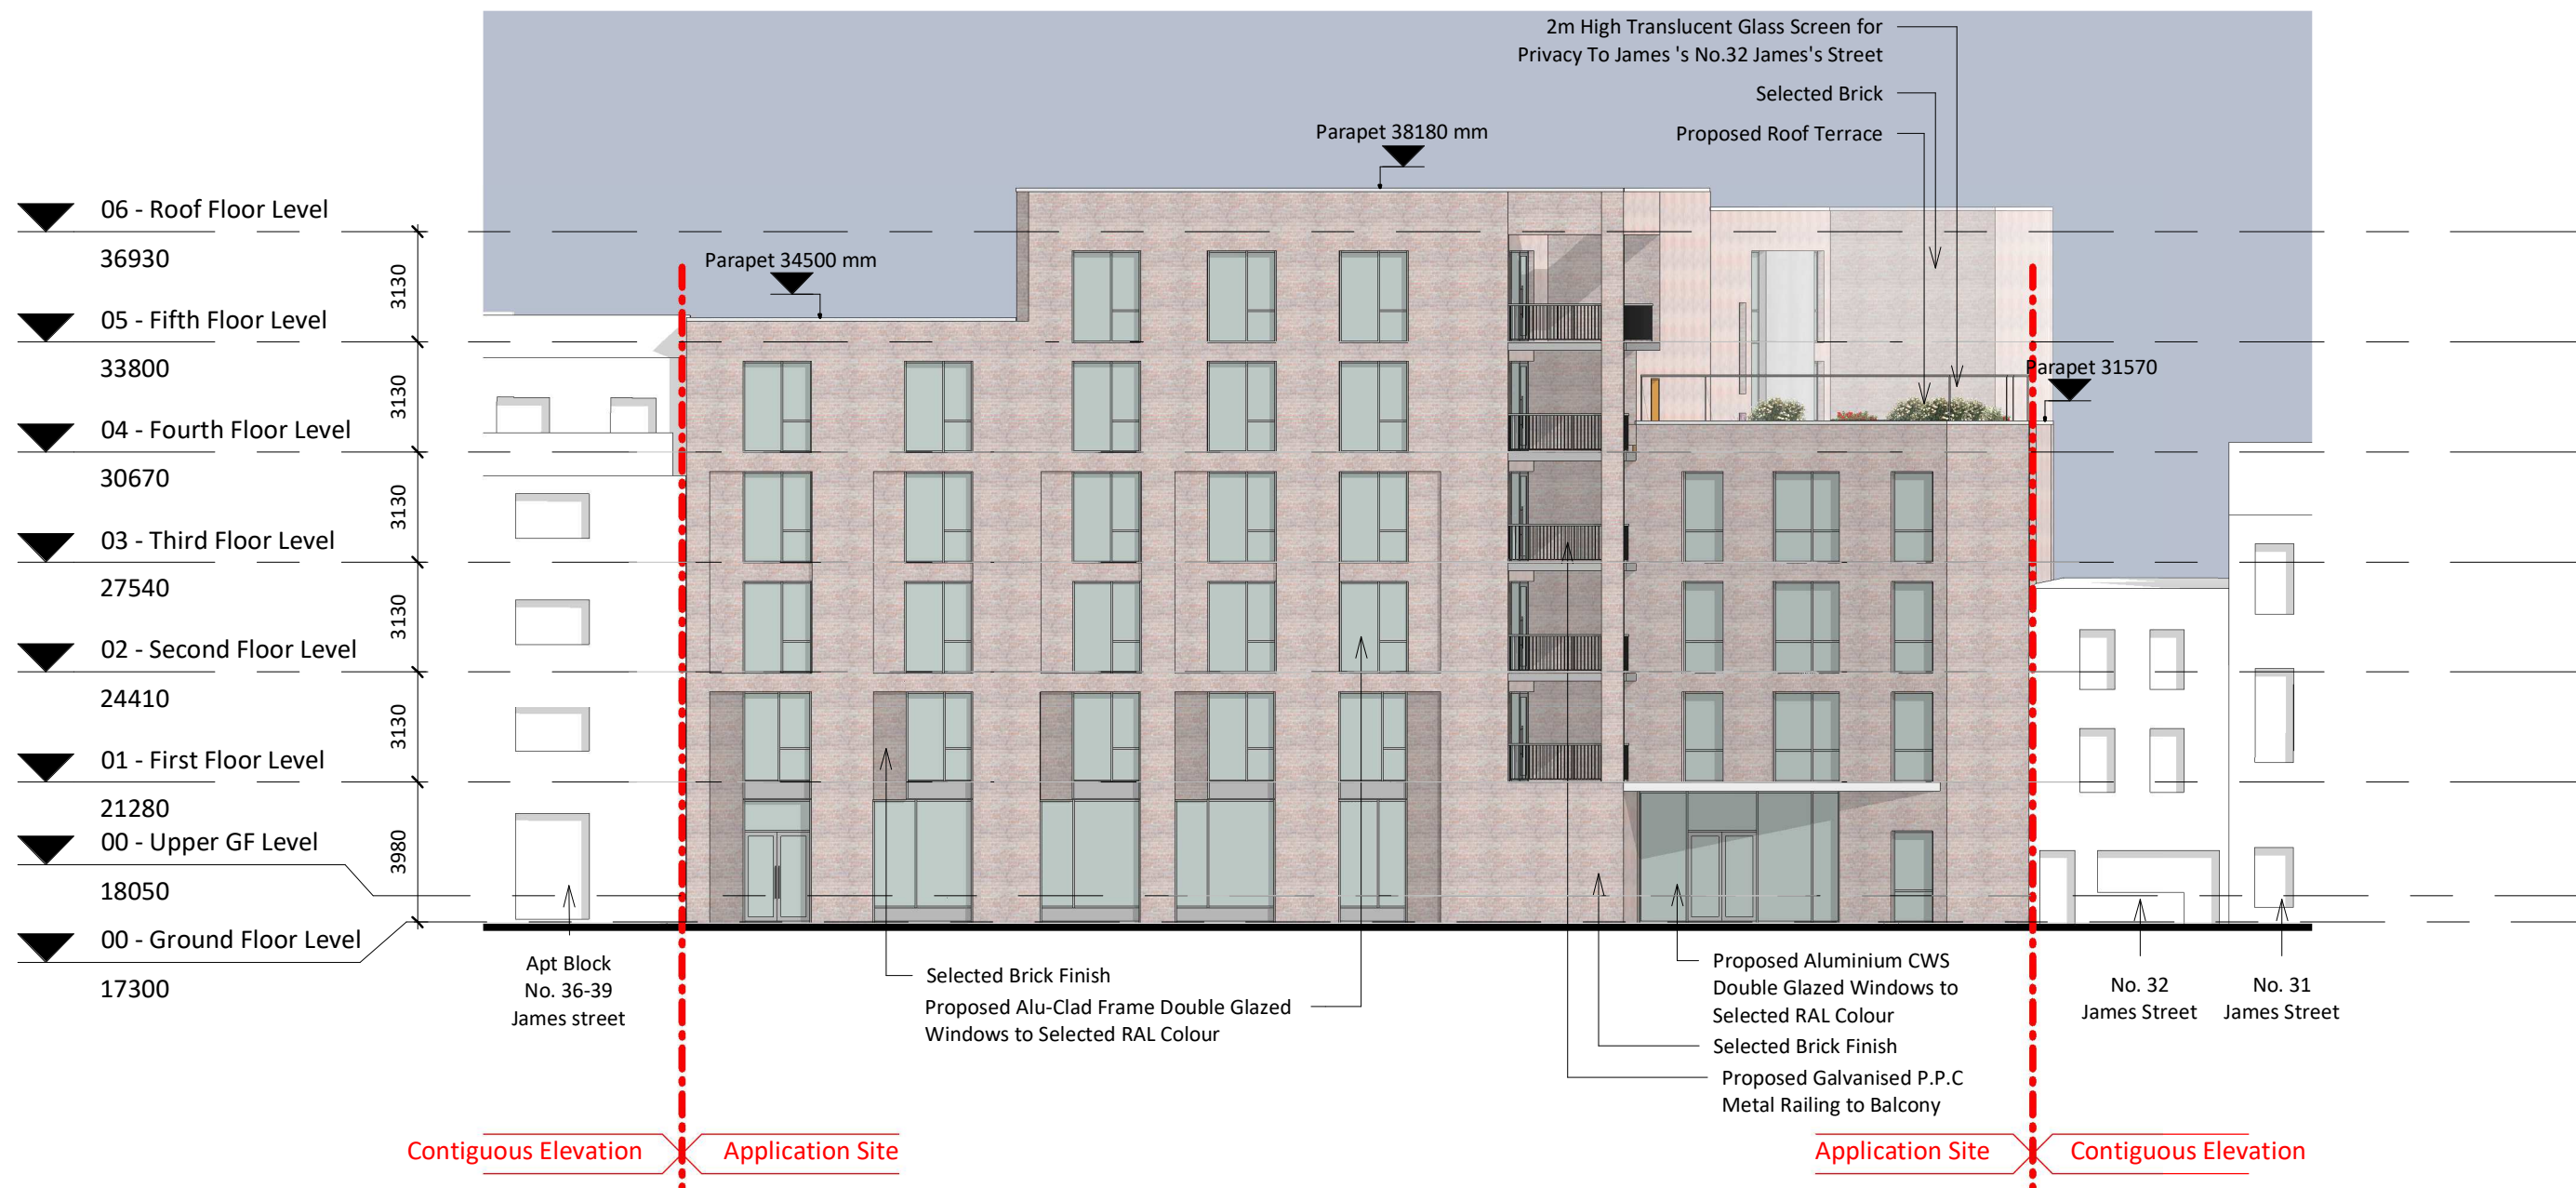 2m High Translucent Glass Screen for
Privacy To James 's No.32 James's Street
Selected Brick
Proposed Roof Terrace
Parapet 38180 mm
Parapet 34500 mm
Parapet 31570
06 - Roof Floor Level
36930
3130
05 - Fifth Floor Level
33800
3130
04 - Fourth Floor Level
30670
3130
03 - Third Floor Level
27540
3130
02 - Second Floor Level
24410
3130
01 - First Floor Level
21280
3980
00 - Upper GF Level
18050
00 - Ground Floor Level
17300
Apt Block
No. 36-39
James street
Selected Brick Finish
Proposed Alu-Clad Frame Double Glazed
Windows to Selected RAL Colour
Proposed Aluminium CWS
Double Glazed Windows to
Selected RAL Colour
Selected Brick Finish
Proposed Galvanised P.P.C
Metal Railing to Balcony
No. 32
James Street
No. 31
James Street
Contiguous Elevation
Application Site
Application Site
Contiguous Elevation